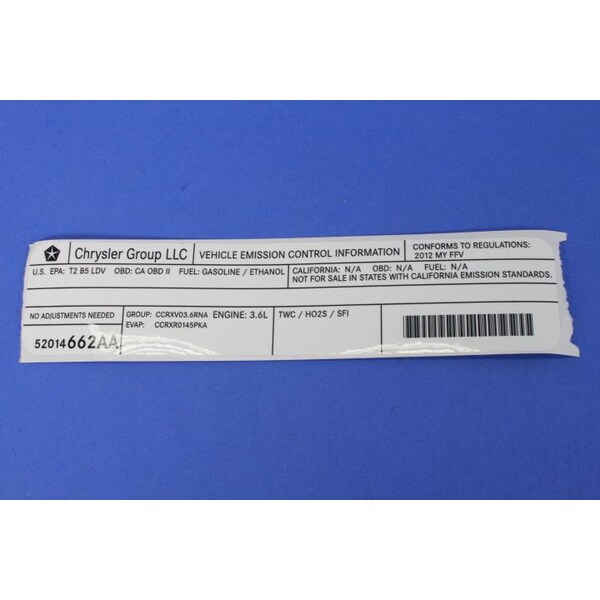 Chrysler Group LLC
VEHICLE EMISSION CONTROL INFORMATION
CONFORMS TO REGULATIONS:
2012 MY FFV
U.S. EPA: T2 B5 LDV OBD: CA OBD II FUEL: GASOLINE / ETHANOL
CALIFORNIA: N/A OBD: N/A FUEL: N/A
NOT FOR SALE IN STATES WITH CALIFORNIA EMISSION STANDARDS.
NO ADJUSTMENTS NEEDED
52014662AA
GROUP: CCRXV03.6RNA ENGINE: 3.6L
EVAP: CCRXR0145PKA
TWC / HO2S / SFI